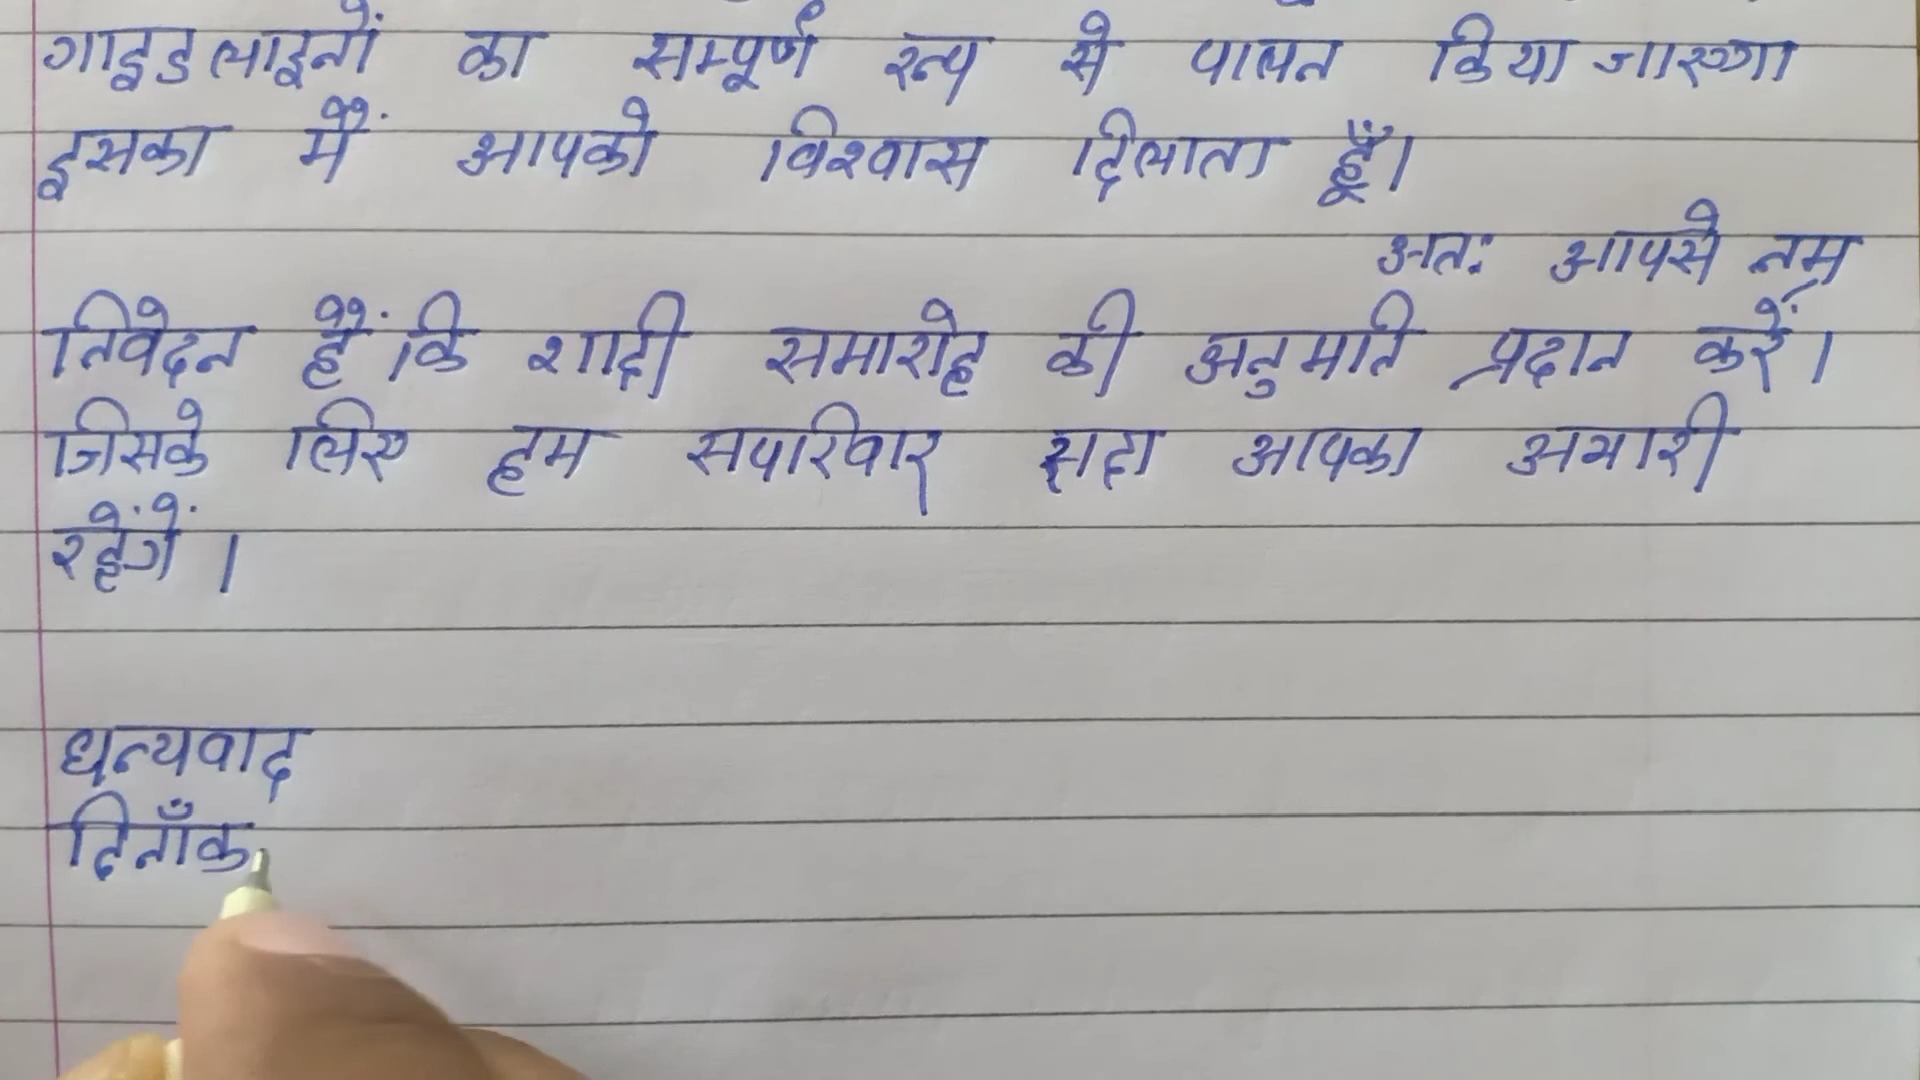 गाइडलाइनों का सम्पूर्ण रूप से पालन किया जाएगा
इसका मैं आपको विश्वास दिलाता हूँ।
अतः आपसे नम्र
निवेदन हैं कि शादी समारोह की अनुमति प्रदान करें।
जिसके लिए हम सपरिवार सदा आपका अभारी
रहेंगें।
धन्यवाद
दिनाँक